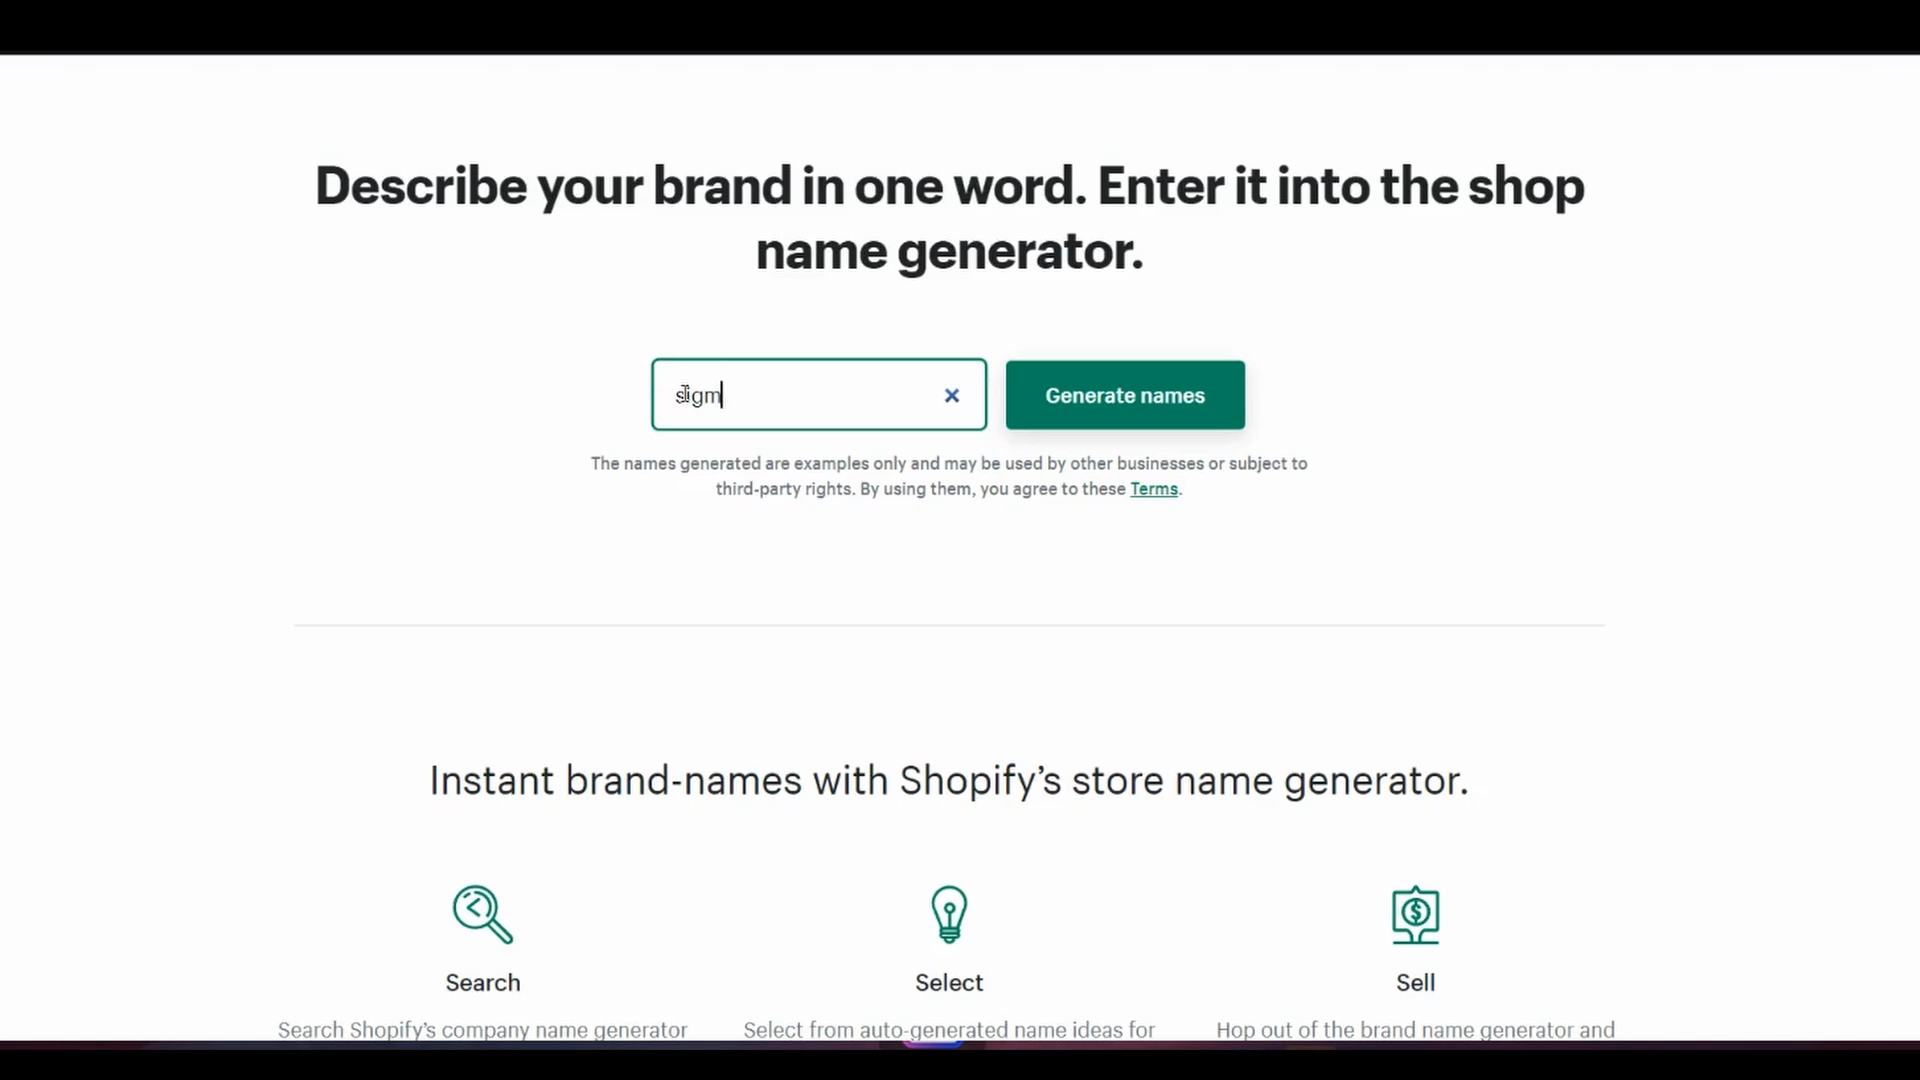 Describe your brand in one word. Enter it into the shop
name generator.
sigm
Generate names
The names generated are examples only and may be used by other businesses or subject to
third-party rights. By using them, you agree to these Terms.
Instant brand-names with Shopify’s store name generator.
Search
Select
Sell
Search Shopify’s company name generator
Select from auto-generated name ideas for
Hop out of the brand name generator and